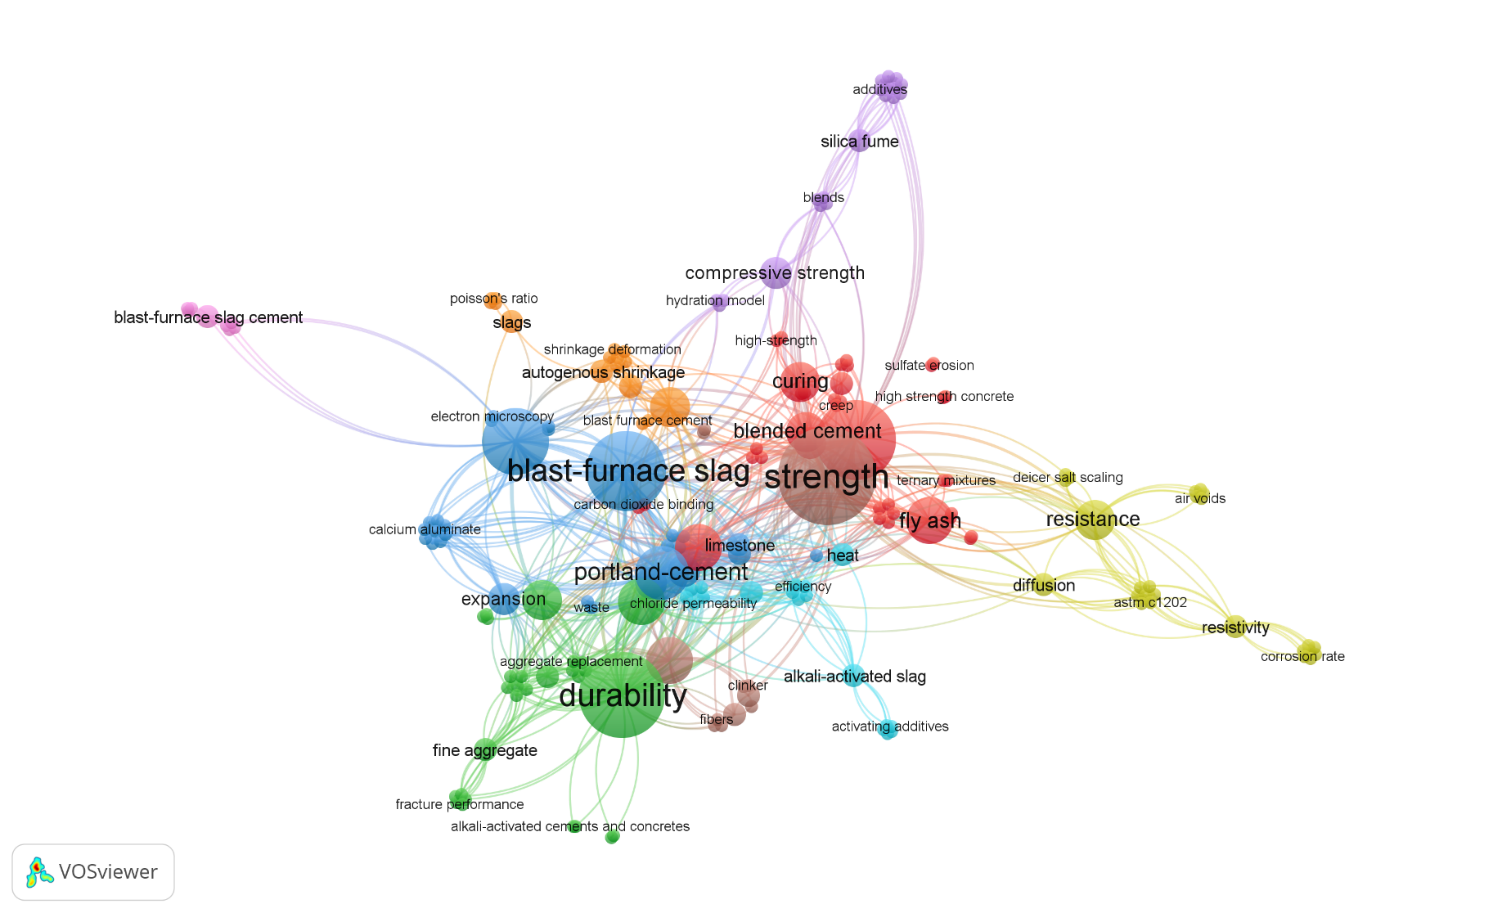 additives
silica fume
blends
compressive strength
hydration model
poisson's ratio
blast-furnace slag cement
slags
high-strength
shrinkage deformation
sulfate erosion
autogenous shrinkage
curing
high strength concrete
creep
electron microscopy
blast furnace cement
blended cement
blast-furnace slag
strength
deicer salt scaling
ternary mixtures
air voids
carbon dioxide binding
resistance
fly ash
calcium aluminate
limestone
heat
portland-cement
diffusion
efficiency
expansion
waste
chloride permeability
astm c1202
resistivity
corrosion rate
aggregate replacement
alkali-activated slag
clinker
durability
fibers
activating additives
fine aggregate
fracture performance
alkali-activated cements and concretes
VOSviewer